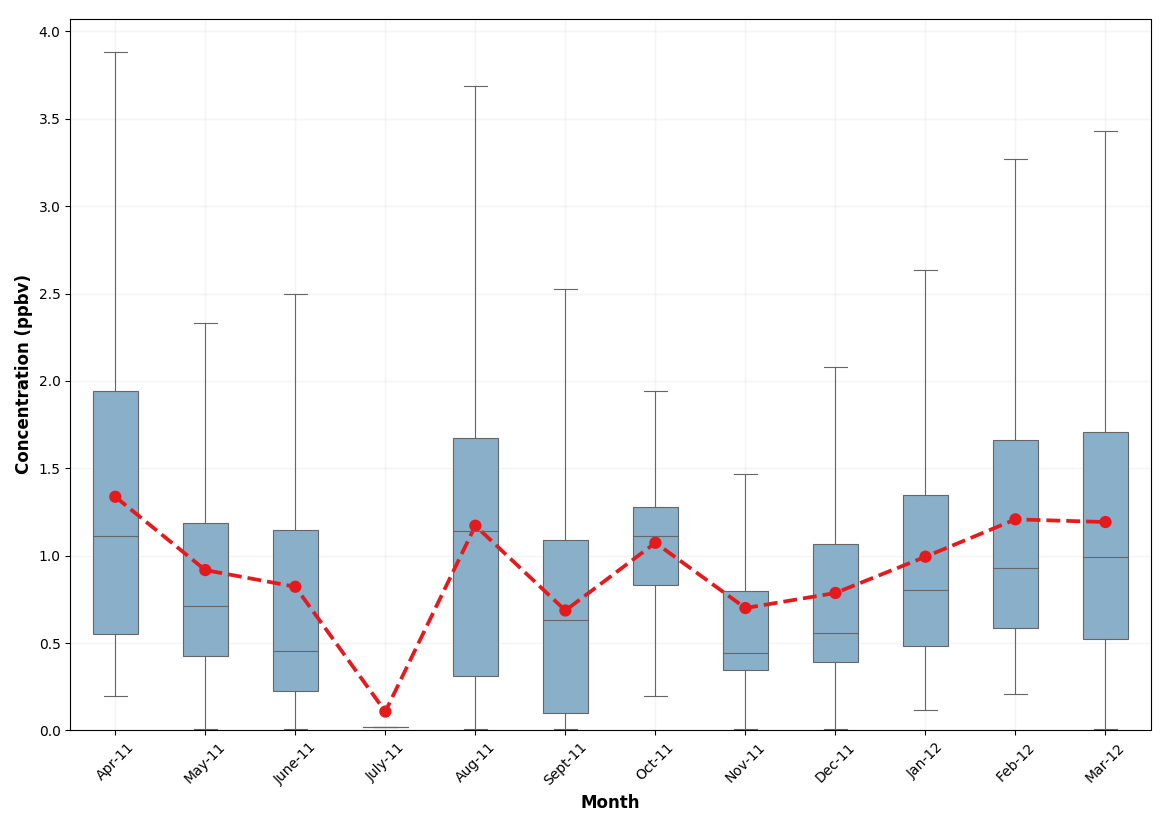 4.0
3.5
3.0
2.5
2.0
1.5
1.0
0.5
0.0
Concentration (ppbv)
Apr-11
May-11
June-11
July-11
Aug-11
Sept-11
Oct-11
Nov-11
Dec-11
Jan-12
Feb-12
Mar-12
Month